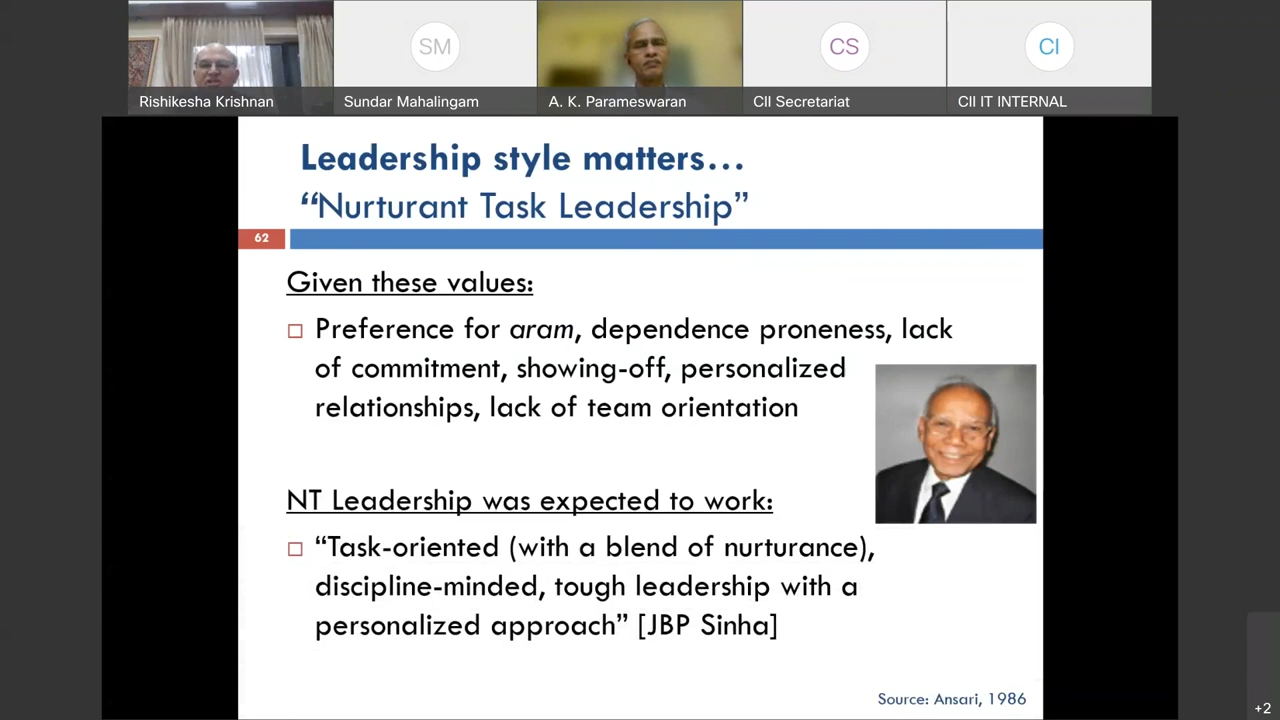 SM
CS
CI
Rishikesha Krishnan
Sundar Mahalingam
A. K. Parameswaran
CII Secretariat
CII IT INTERNAL
Leadership style matters…
“Nurturant Task Leadership”
62
Given these values:
Preference for aram, dependence proneness, lack
of commitment, showing-off, personalized
relationships, lack of team orientation
NT Leadership was expected to work:
“Task-oriented (with a blend of nurturance),
discipline-minded, tough leadership with a
personalized approach” [JBP Sinha]
Source: Ansari, 1986
+2